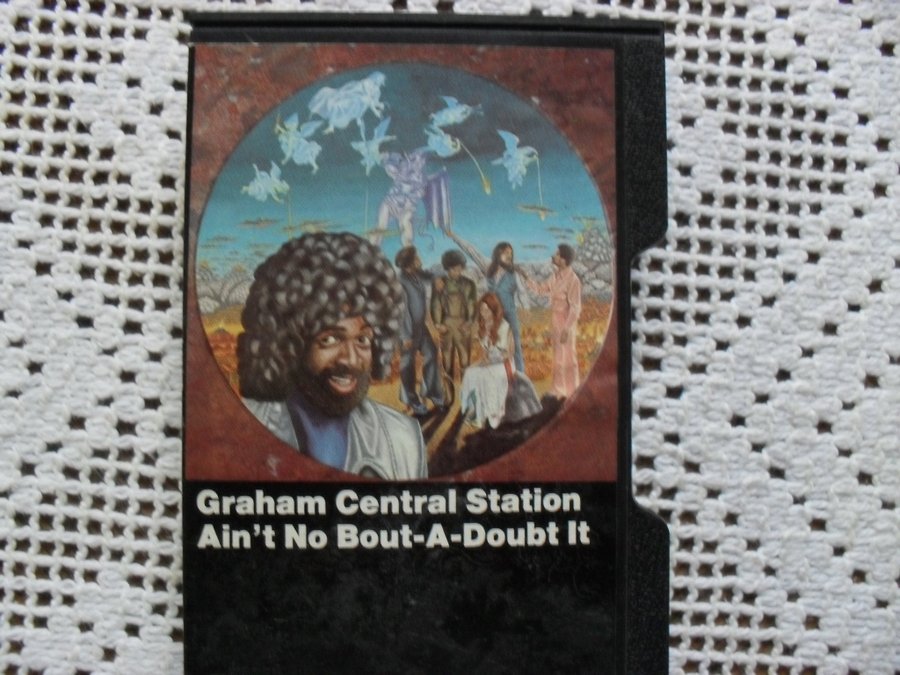 Graham Central Station
Ain't No Bout-A-Doubt It